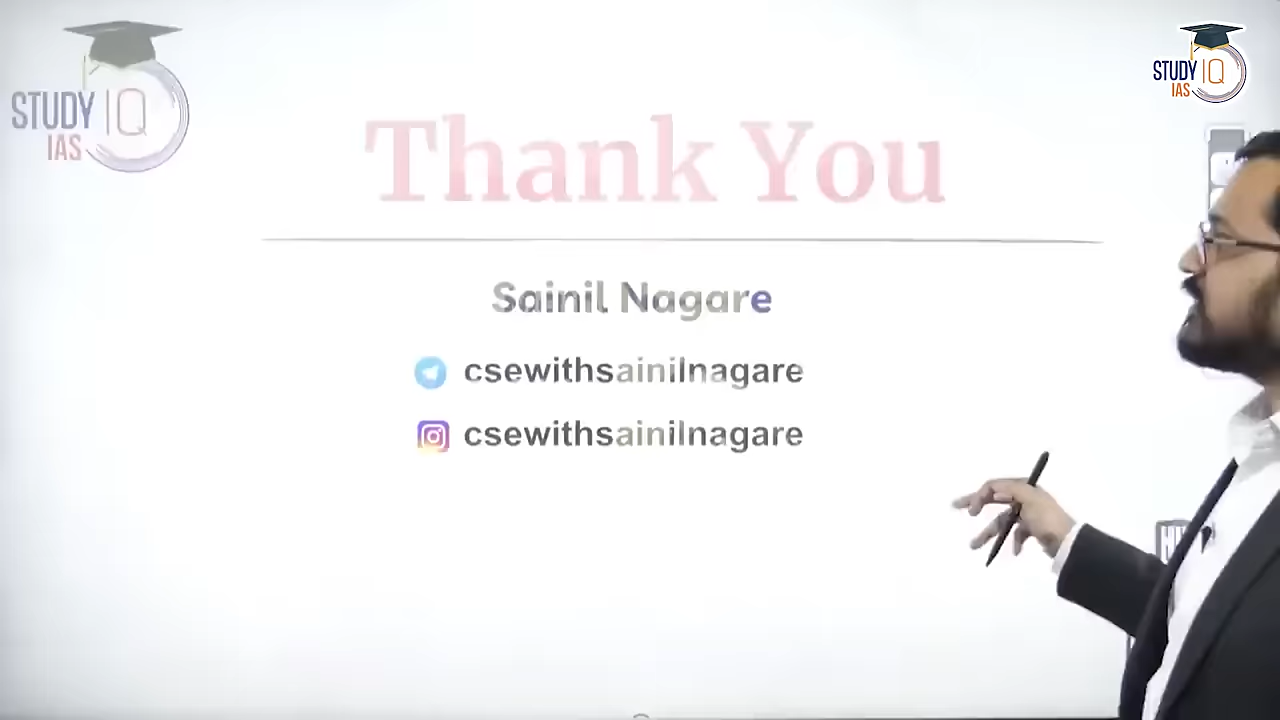 STUDY IQ
IAS
STUDY IQ
IAS
Thank You
Sainil Nagare
csewithsainilnagare
csewithsainilnagare